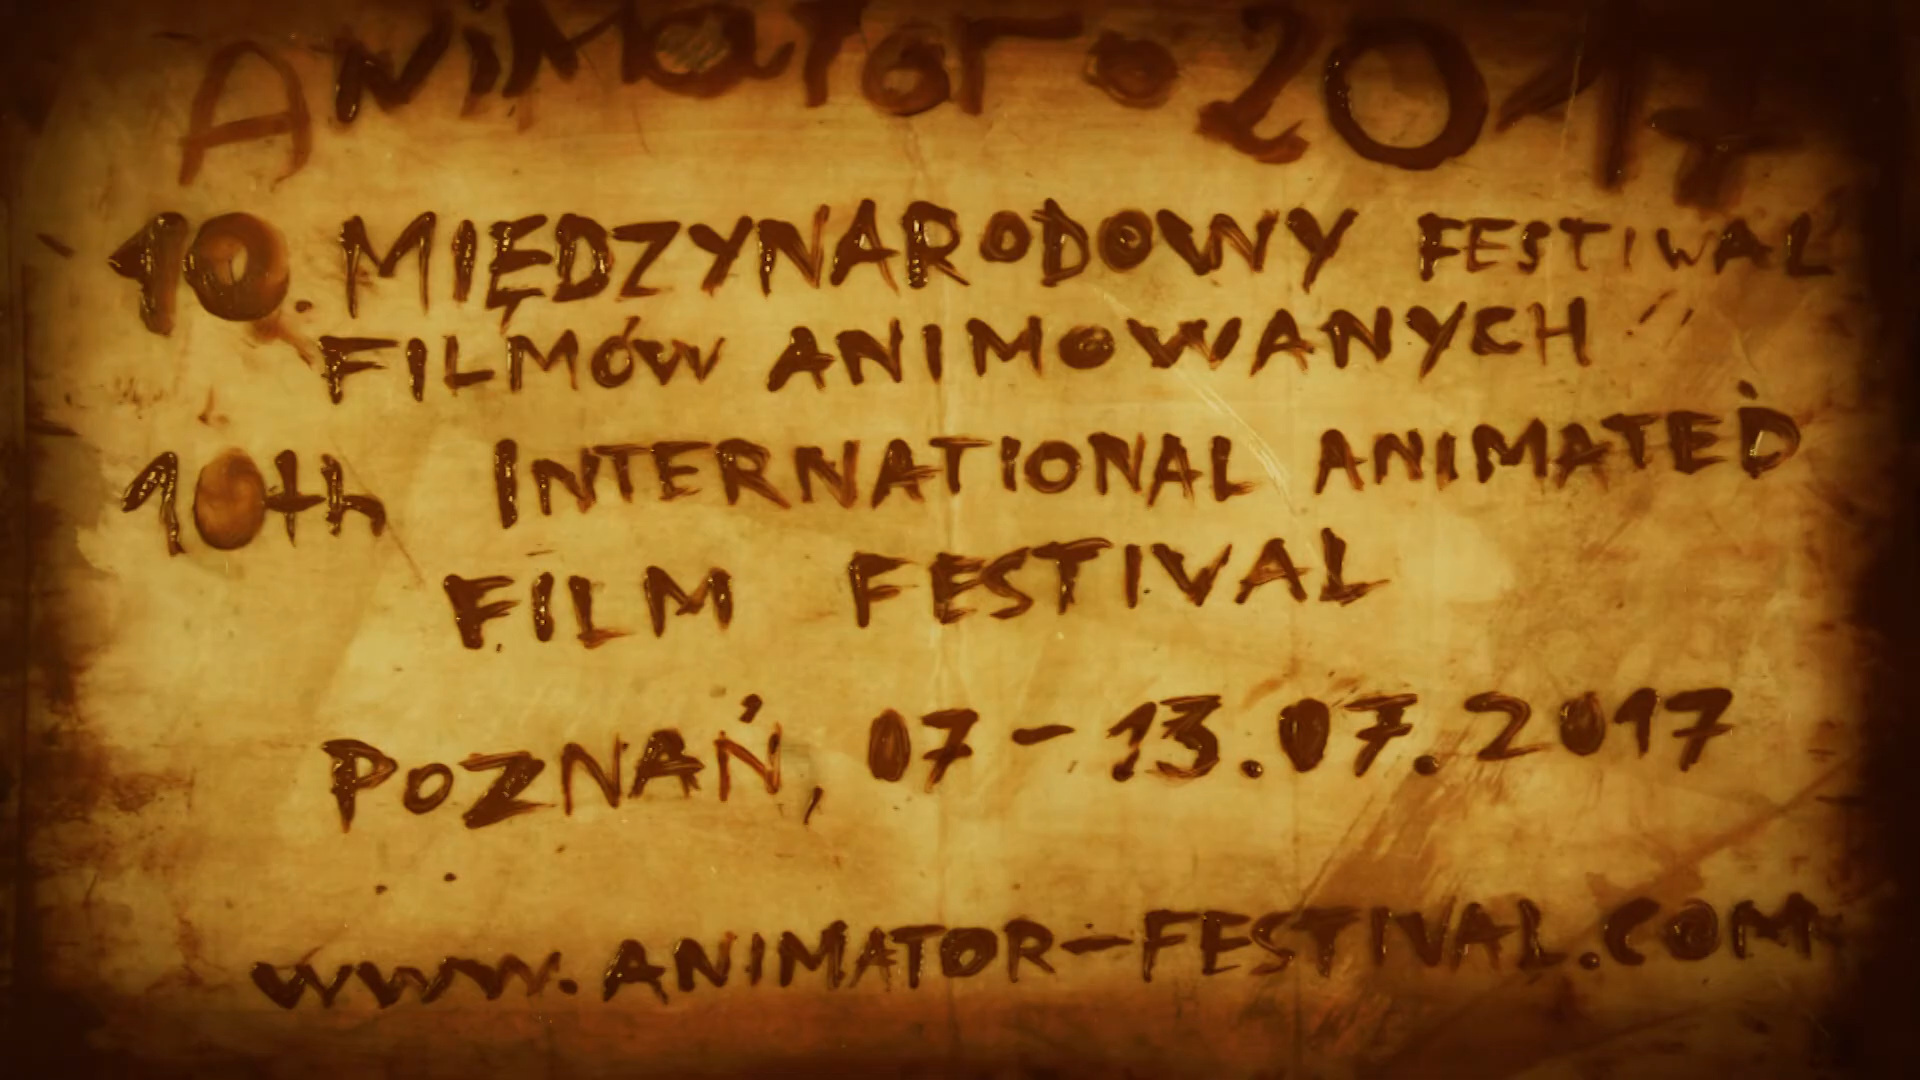 Animator • 2017
10. MIĘDZYNARODOWY FESTIWAL
FILMÓW ANIMOWANYCH
10th INTERNATIONAL ANIMATED
FILM FESTIVAL
POZNAŃ, 07-13.07.2017
www.ANIMATOR-FESTIVAL.COM